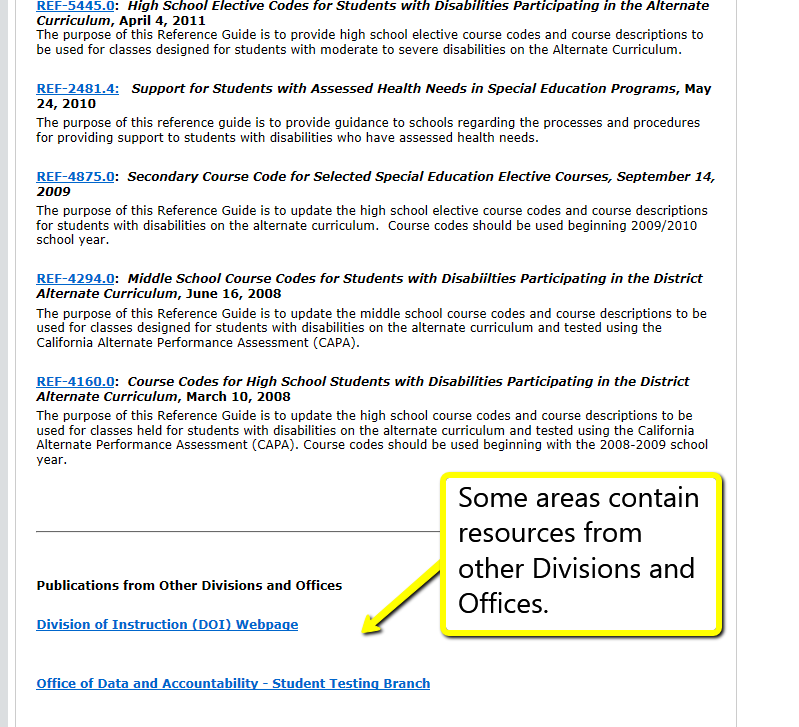 REF-5445.0:  High School Elective Codes for Students with Disabilities Participating in the Alternate
Curriculum, April 4, 2011
The purpose of this Reference Guide is to provide high school elective course codes and course descriptions to
be used for classes designed for students with moderate to severe disabilities on the Alternate Curriculum.
REF-2481.4:  Support for Students with Assessed Health Needs in Special Education Programs, May
24, 2010
The purpose of this reference guide is to provide guidance to schools regarding the processes and procedures
for providing support to students with disabilities who have assessed health needs.
REF-4875.0:  Secondary Course Code for Selected Special Education Elective Courses, September 14,
2009
The purpose of this Reference Guide is to update the high school elective course codes and course descriptions
for students with disabilities on the alternate curriculum.  Course codes should be used beginning 2009/2010
school year.
REF-4294.0:  Middle School Course Codes for Students with Disabiilties Participating in the District
Alternate Curriculum, June 16, 2008
The purpose of this Reference Guide is to update the middle school course codes and course descriptions to be
used for classes designed for students with disabilities on the alternate curriculum and tested using the
California Alternate Performance Assessment (CAPA).
REF-4160.0:  Course Codes for High School Students with Disabilities Participating in the District
Alternate Curriculum, March 10, 2008
The purpose of this Reference Guide is to update the high school course codes and course descriptions to be
used for classes held for students with disabilities on the alternate curriculum and tested using the California
Alternate Performance Assessment (CAPA). Course codes should be used beginning with the 2008-2009 school
year.
Some areas contain
resources from
other Divisions and
Offices.
Publications from Other Divisions and Offices
Division of Instruction (DOI) Webpage
Office of Data and Accountability - Student Testing Branch